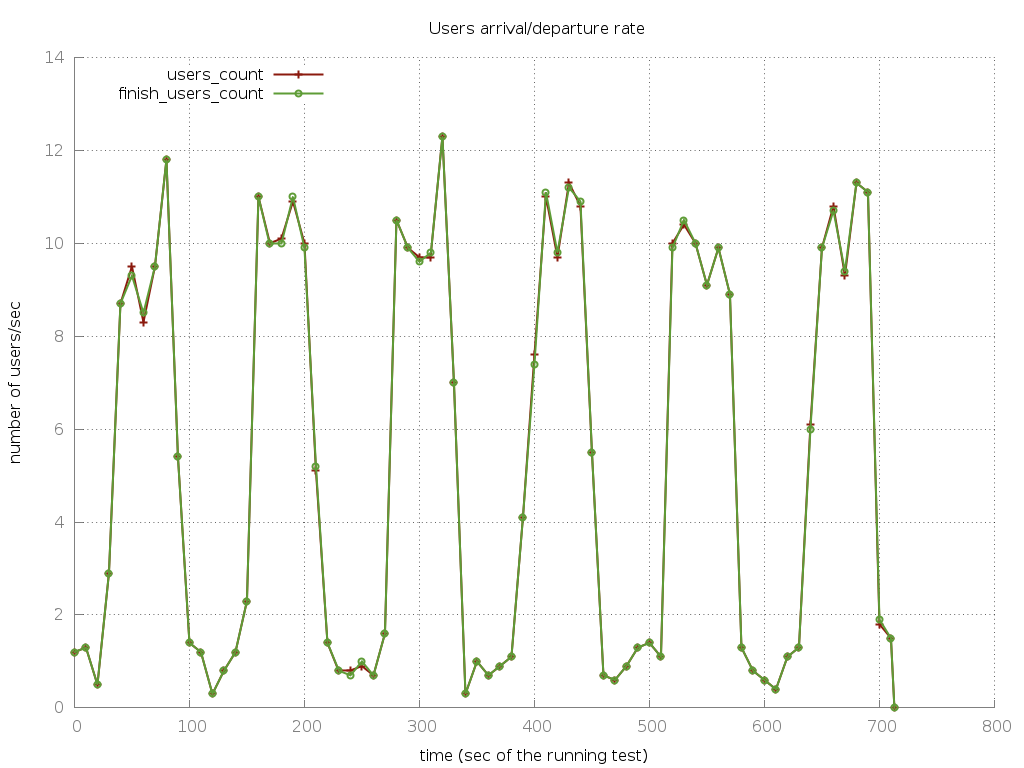 Users arrival/departure rate
14
users_count
finish_users_count
12
10
8
6
4
2
0
number of users/sec
0 100 200 300 400 500 600 700 800
time (sec of the running test)